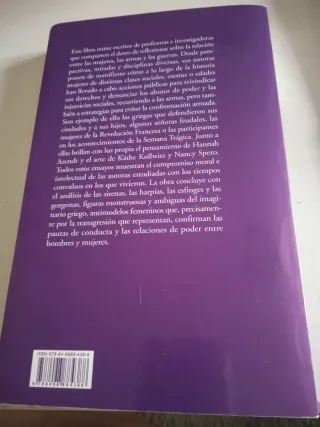 Este libro reúne escritos de profesoras e investigadoras
que comparten el deseo de reflexionar sobre la relación
entre las mujeres, las armas y las guerras. Desde pers-
pectivas, miradas y disciplinas diversas, sus autoras
ponen de manifiesto cómo a lo largo de la historia
mujeres de distintas clases sociales, estatus o edades
han llevado a cabo acciones públicas para reivindicar
sus derechos y denunciar los abusos de poder y las
injusticias sociales, recurriendo a las armas, pero tam-
bién a estrategias para evitar la confrontación armada.
Son ejemplo de ello las griegas que defendieron sus
ciudades y a sus hijos, algunas señoras feudales, las
mujeres de la Revolución Francesa o las participantes
en los acontecimientos de la Semana Trágica. Junto a
ellas brillan con luz propia el pensamiento de Hannah
Arendt y el arte de Käthe Kollwitz y Nancy Spero.
Todos estos ensayos muestran el compromiso moral e
intelectual de las autoras estudiadas con los tiempos
convulsos en los que vivieron. La obra concluye con
el análisis de las sirenas, las harpías, las esfinges y las
gorgonas, figuras monstruosas y ambiguas del imagi-
nario griego, antimodelos femeninos que, precisamen-
te por la transgresión que representan, confirman las
pautas de conducta y las relaciones de poder entre
hombres y mujeres.